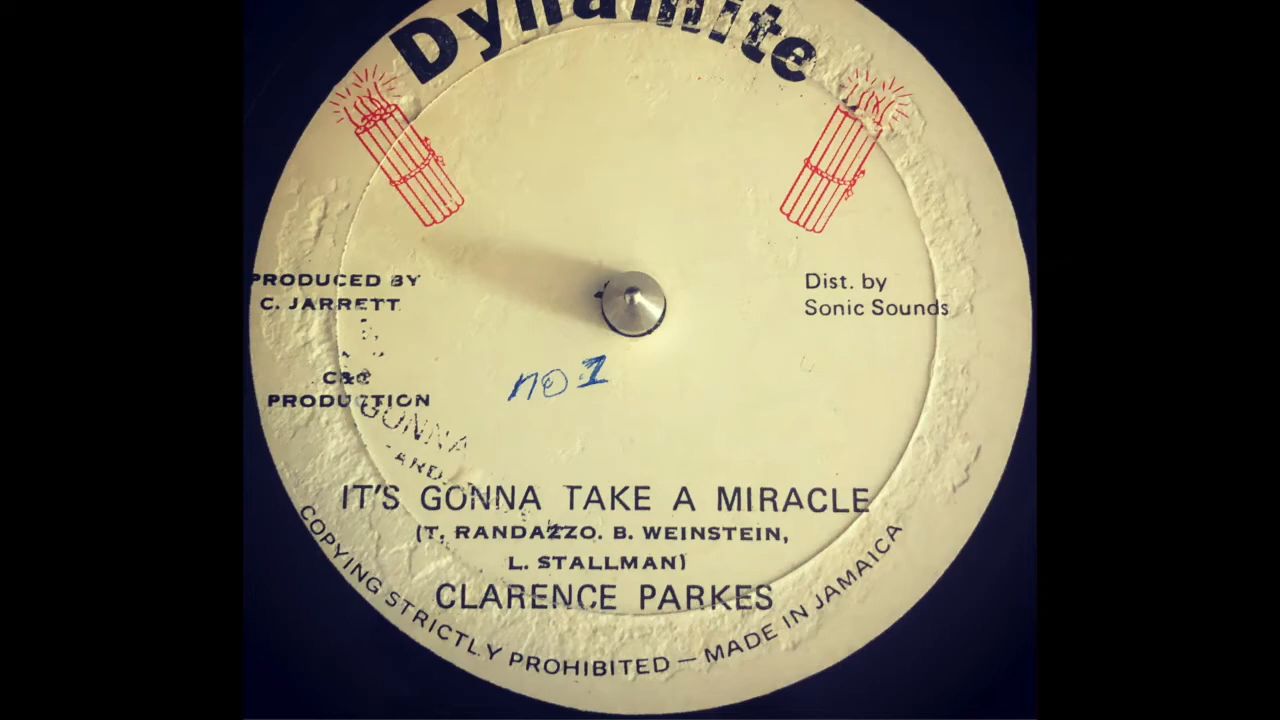 Dynamite
PRODUCED BY
C. JARRETT
Dist. by
Sonic Sounds
no 1
C&C
PRODUCTION
GONNA
IT'S GONNA TAKE A MIRACLE
(T. RANDAZZO. B. WEINSTEIN,
L. STALLMAN)
CLARENCE PARKES
COPYING STRICTLY PROHIBITED — MADE IN JAMAICA